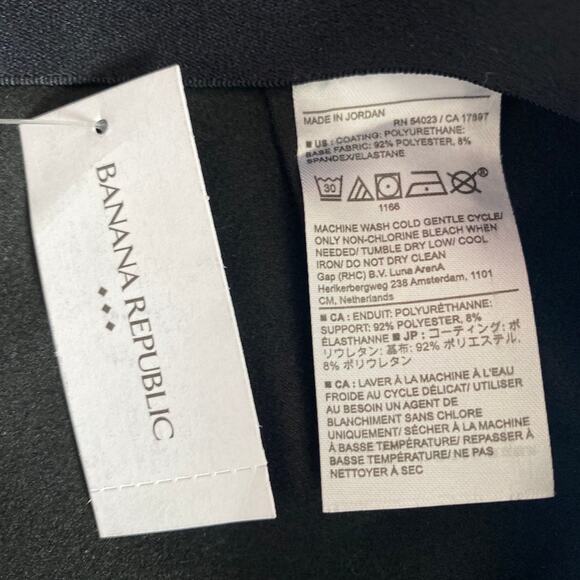 BANANA REPUBLIC
MADE IN JORDAN
RN 54023 / CA 17897
■ US : COATING: POLYURETHANE:
BASE FABRIC: 92% POLYESTER, 8%
SPANDEX/ELASTANE
30
1166
MACHINE WASH COLD GENTLE CYCLE/
ONLY NON-CHLORINE BLEACH WHEN
NEEDED/ TUMBLE DRY LOW/ COOL
IRON/ DO NOT DRY CLEAN
Gap (RHC) B.V. Luna ArenA
Herikerbergweg 238 Amsterdam, 1101
CM, Netherlands
■ CA : ENDUIT: POLYURÉTHANNE:
SUPPORT: 92% POLYESTER, 8%
ÉLASTHANNE ■ JP : コーティング: ポ
リウレタン: 基布: 92% ポリエステル,
8% ポリウレタン
■ CA : LAVER À LA MACHINE À L'EAU
FROIDE AU CYCLE DÉLICAT/ UTILISER
AU BESOIN UN AGENT DE
BLANCHIMENT SANS CHLORE
UNIQUEMENT/ SÉCHER À LA MACHINE
À BASSE TEMPÉRATURE/ REPASSER À
BASSE TEMPÉRATURE/ NE PAS
NETTOYER À SEC